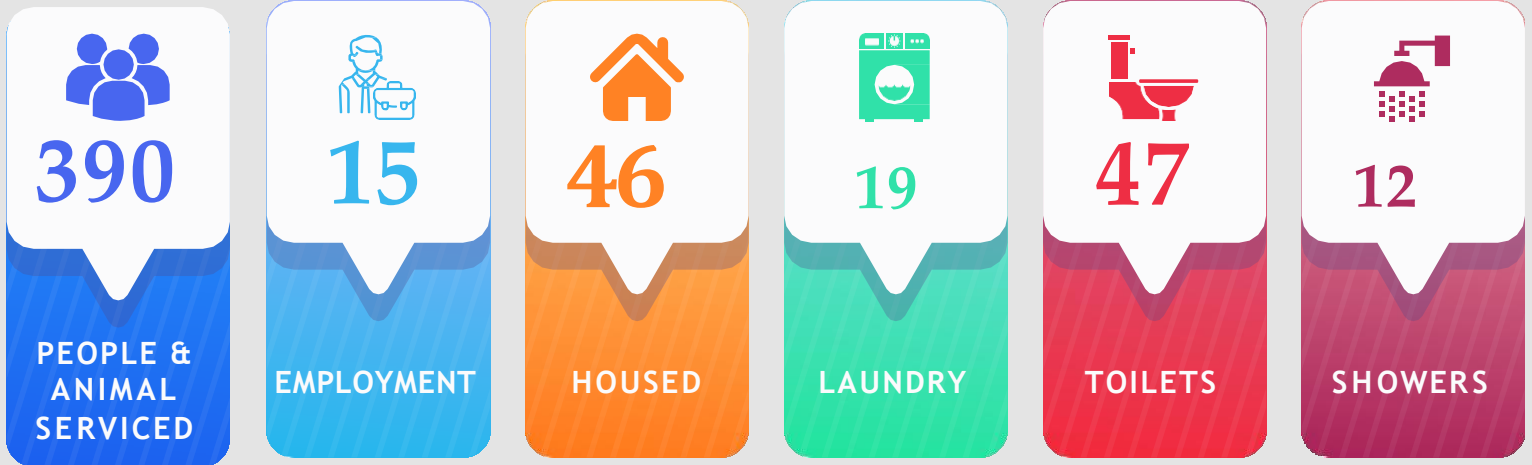 390
PEOPLE &
ANIMAL
SERVICED
15
EMPLOYMENT
46
HOUSED
19
LAUNDRY
47
TOILETS
12
SHOWERS